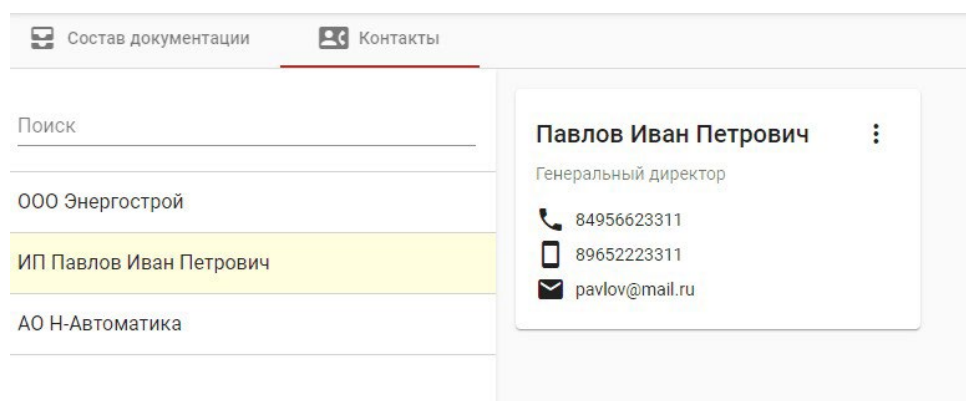 Состав документации
Контакты
Поиск
ООО Энергострой
ИП Павлов Иван Петрович
АО Н-Автоматика
Павлов Иван Петрович
Генеральный директор
84956623311
89652223311
pavlov@mail.ru